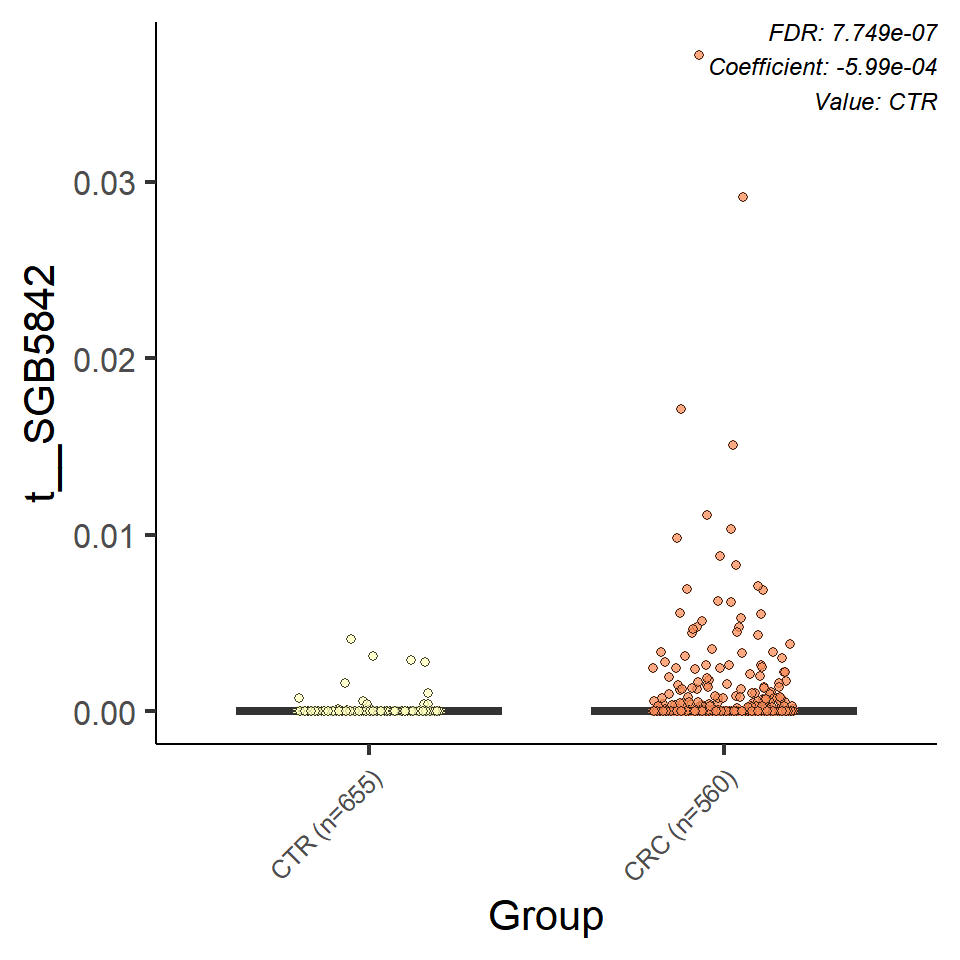 FDR: 7.749e-07
Coefficient: -5.99e-04
Value: CTR
t__SGB5842
0.03
0.02
0.01
0.00
CTR (n=655)
CRC (n=560)
Group